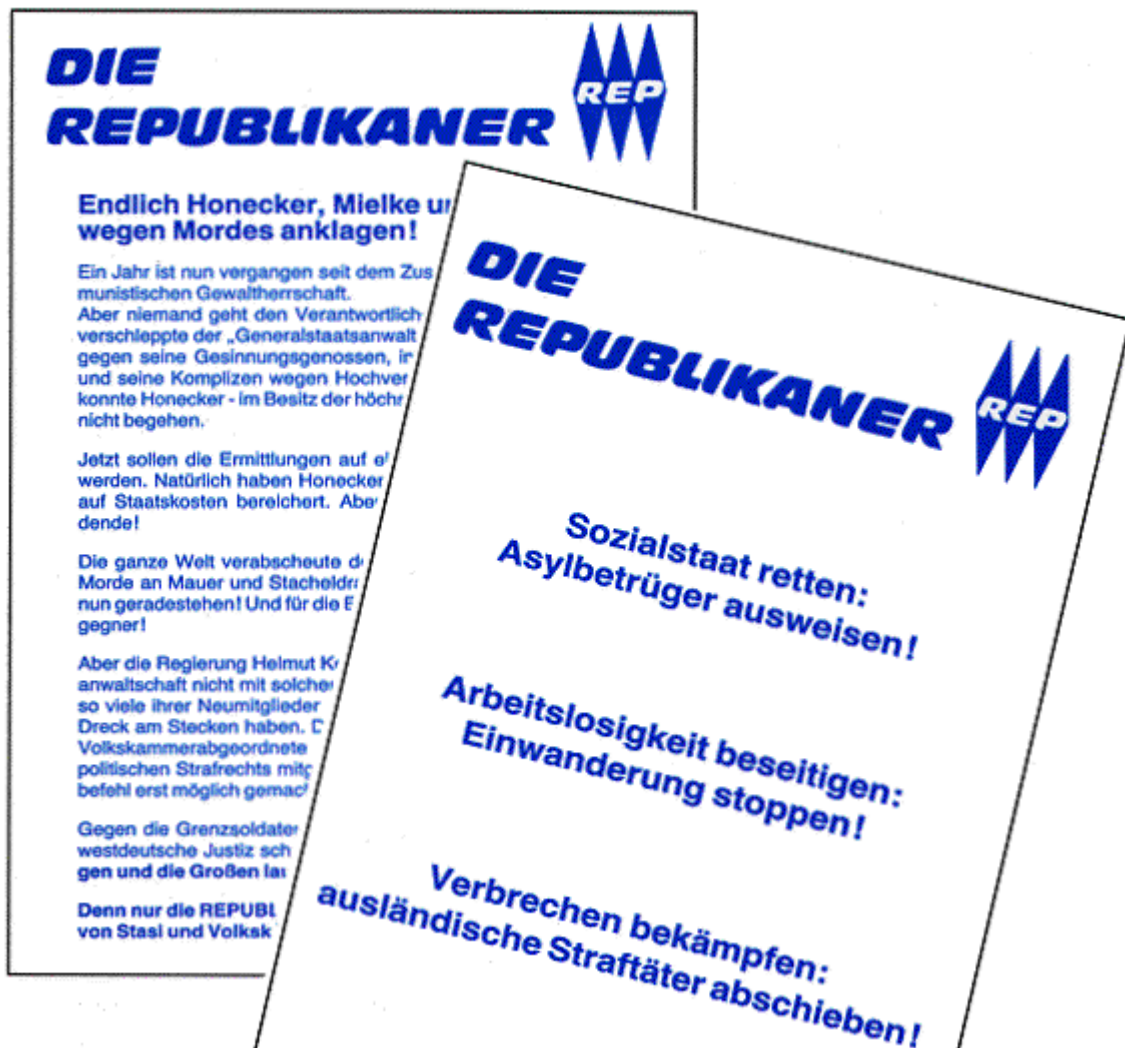 DIE
REPUBLIKANER
REP
Endlich Honecker, Mielke
wegen Mordes anklagen!
Ein Jahr ist nun vergangen seit dem Zus
munistischen Gewaltherrschaft.
Aber niemand geht den Verantwortlich
verschleppte der „Generalstaatsanwalt
gegen seine Gesinnungsgenossen,
und seine Komplizen wegen Hochver
konnte Honecker - im Besitz der
nicht begehen.
Jetzt sollen die Ermittlungen auf
werden. Natürlich haben Honecker
auf Staatskosten bereichert.
dende!
Die ganze Welt verabscheute
Morde an Mauer und
nun geradestehen! Und für die
gegner!
Aber die Regierung Helmut
anwaltschaft nicht mit
so viele ihrer Neumitglieder
Dreck am Stecken haben.
Volkskammerabgeordnete
politischen Strafrechts
befehl erst möglich
Gegen die Grenzsoldaten
westdeutsche Justiz sch
gen und die Großen
Denn nur die REPUBL
von Stasi und Volksk
DIE
REPUBLIKANER
REP
Sozialstaat retten:
Asylbetrüger ausweisen!
Arbeitslosigkeit beseitigen:
Einwanderung stoppen!
Verbrechen bekämpfen:
ausländische Straftäter abschieben!